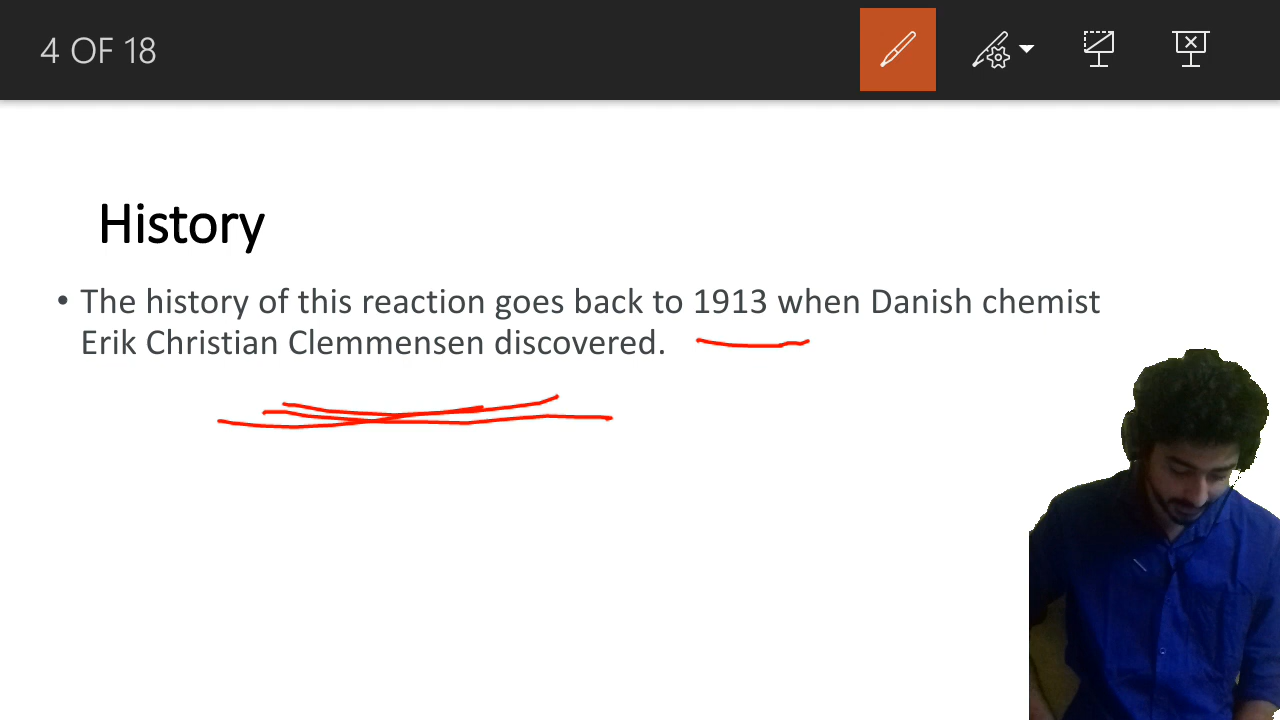 4 OF 18
History
• The history of this reaction goes back to 1913 when Danish chemist
Erik Christian Clemmensen discovered.